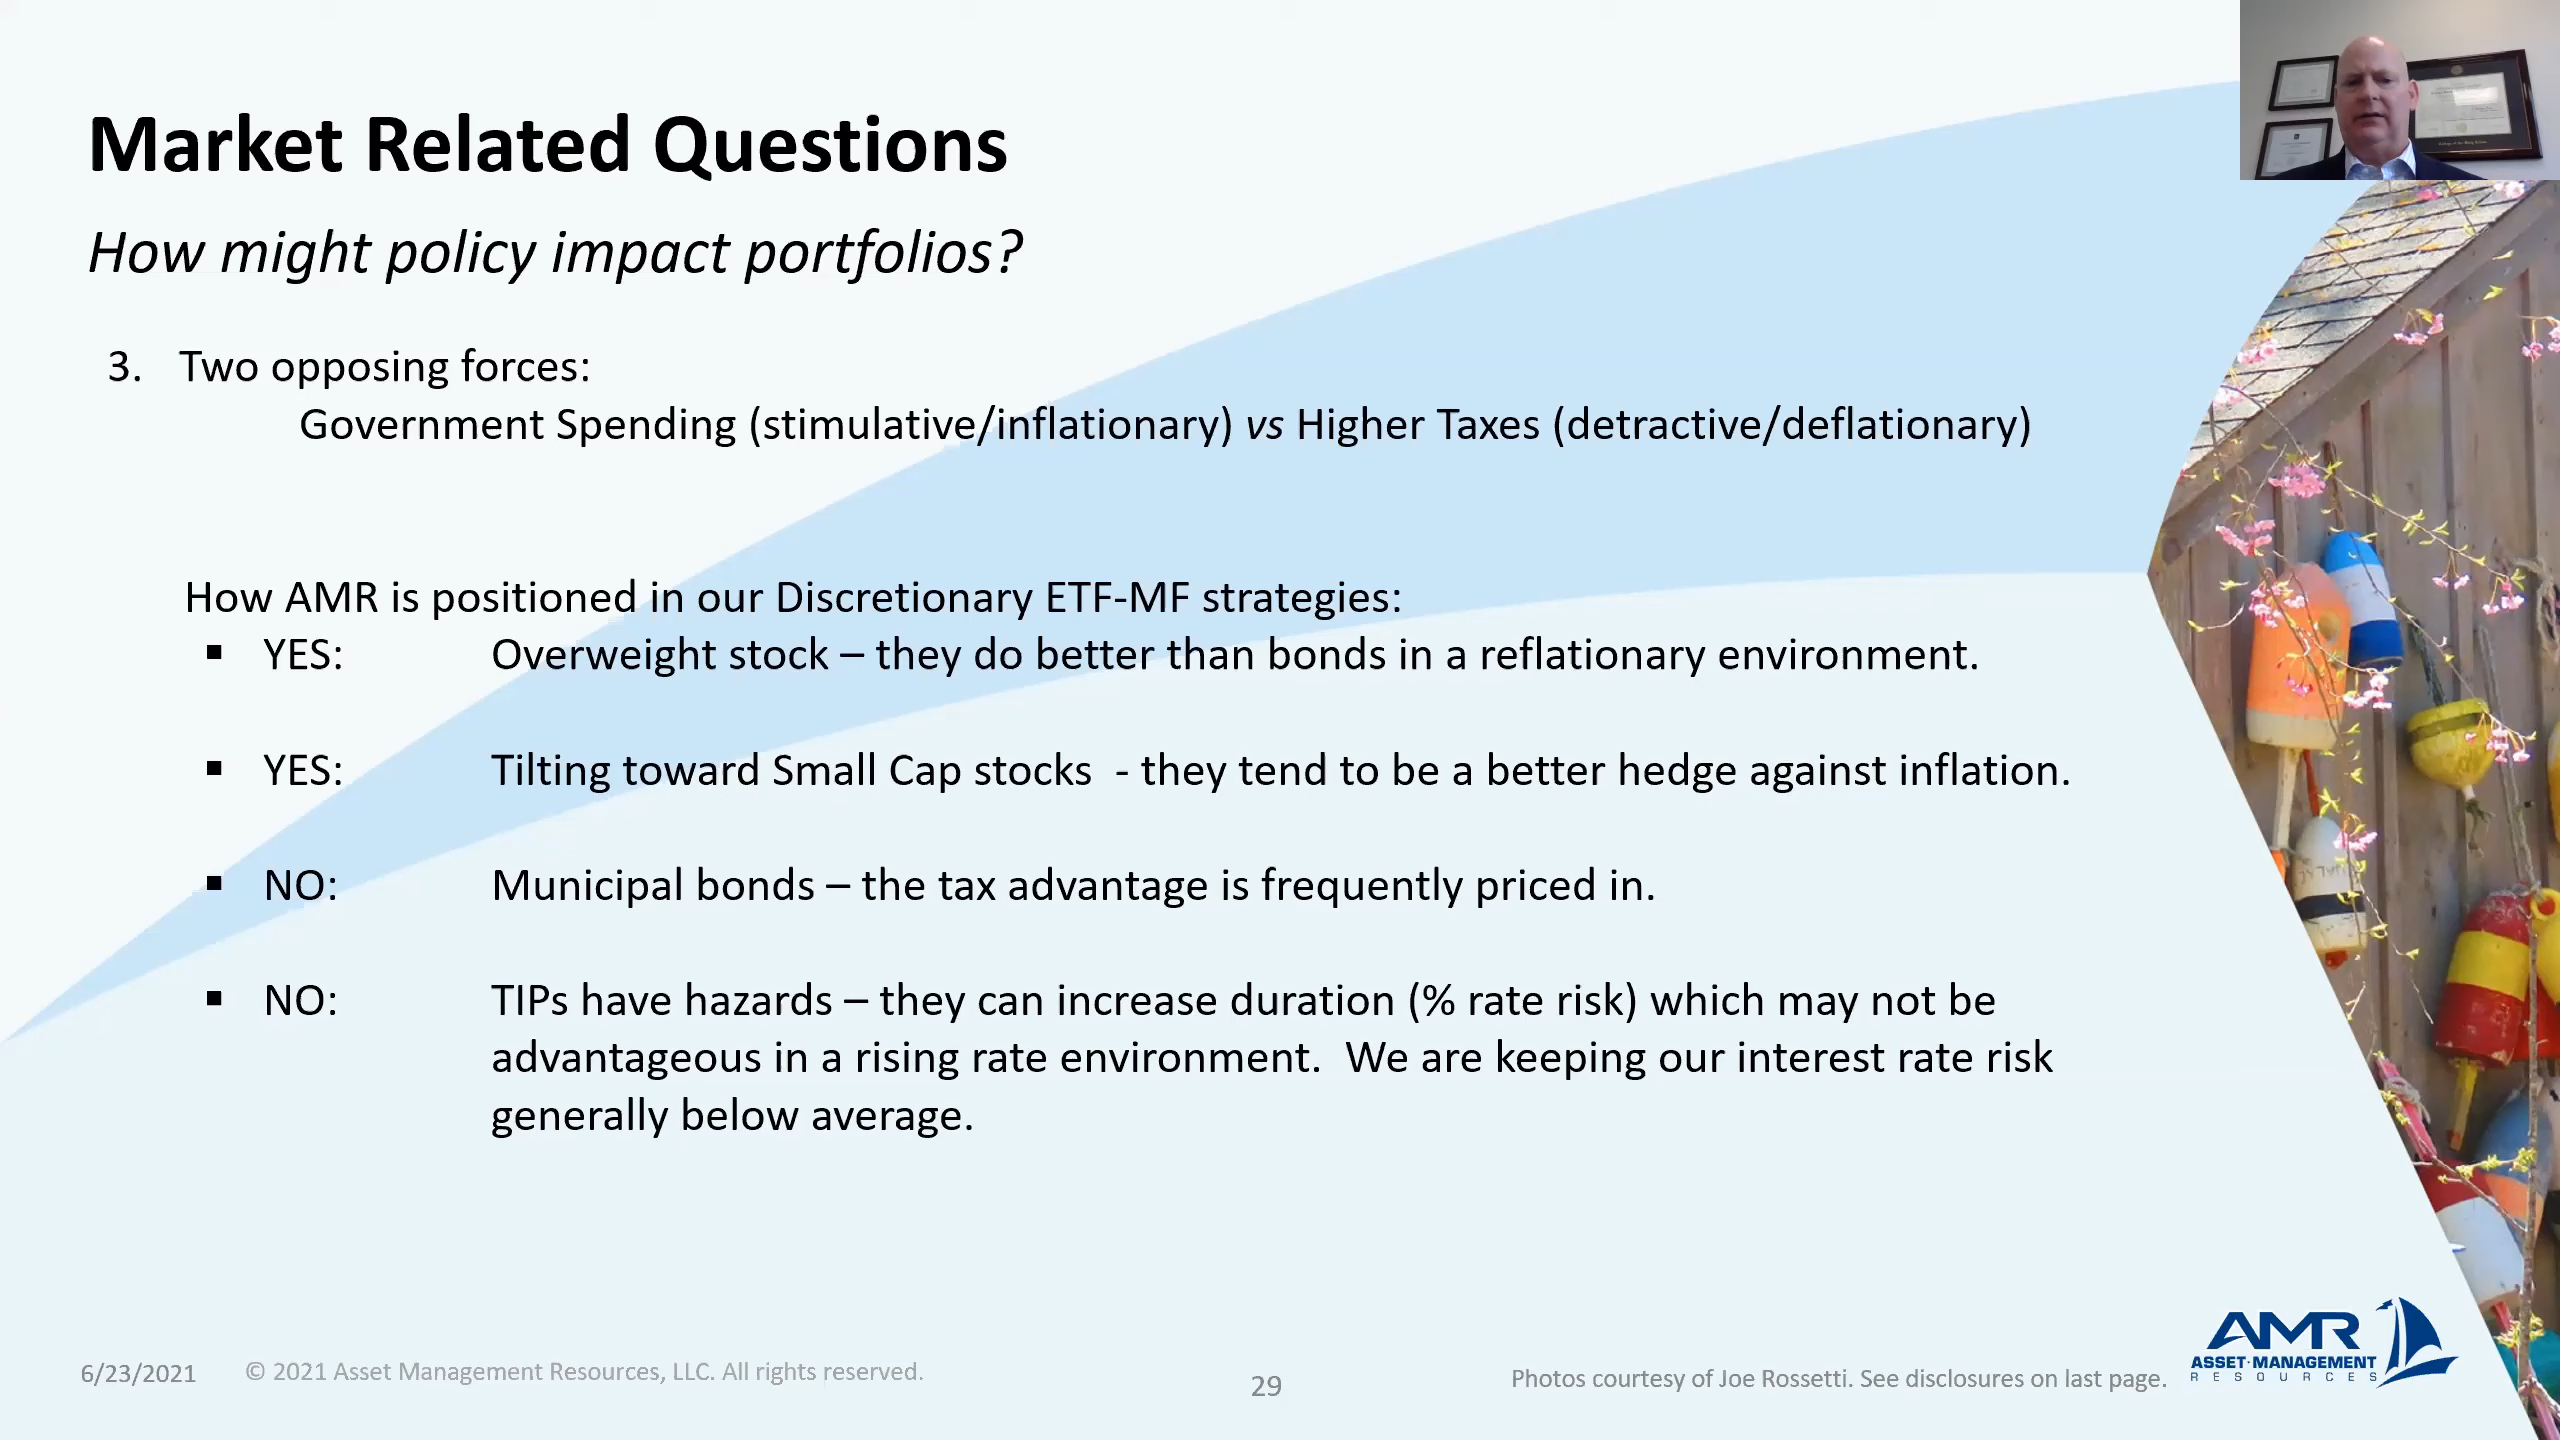 Market Related Questions
How might policy impact portfolios?
3. Two opposing forces:
Government Spending (stimulative/inflationary) vs Higher Taxes (detractive/deflationary)
How AMR is positioned in our Discretionary ETF-MF strategies:
▪ YES: Overweight stock – they do better than bonds in a reflationary environment.
▪ YES: Tilting toward Small Cap stocks - they tend to be a better hedge against inflation.
▪ NO: Municipal bonds – the tax advantage is frequently priced in.
▪ NO: TIPs have hazards – they can increase duration (% rate risk) which may not be
advantageous in a rising rate environment. We are keeping our interest rate risk
generally below average.
6/23/2021
© 2021 Asset Management Resources, LLC. All rights reserved.
29
Photos courtesy of Joe Rossetti. See disclosures on last page.
AMR
ASSET·MANAGEMENT
RESOURCES